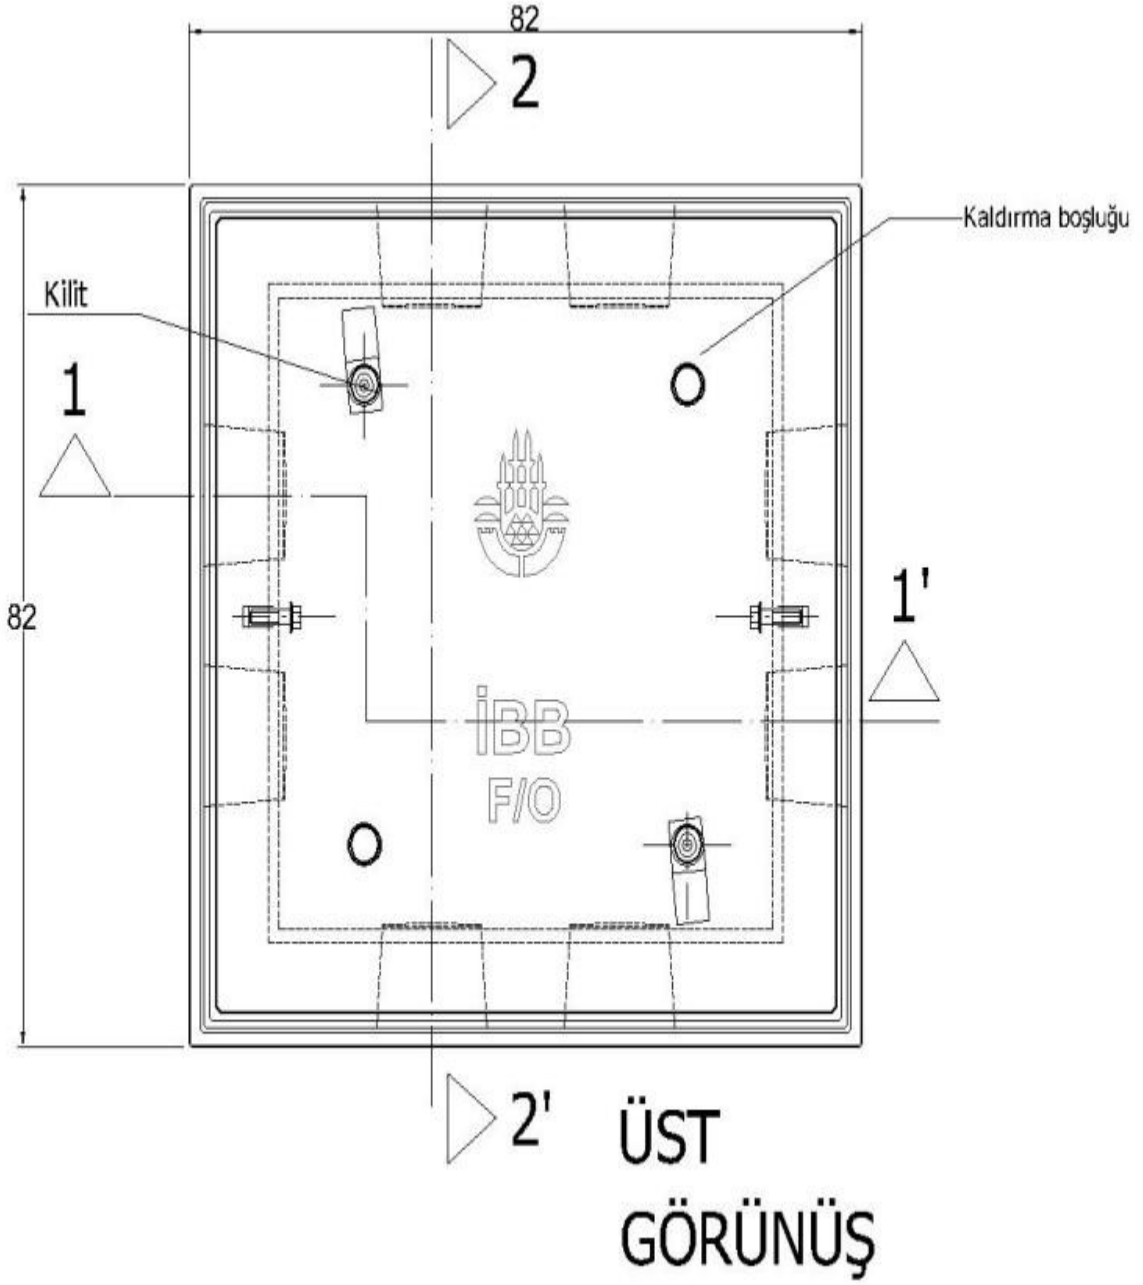 82
2
Kaldırma boşluğu
Kilit
1
1'
82
İBB
F/O
2'
ÜST
GÖRÜNÜŞ